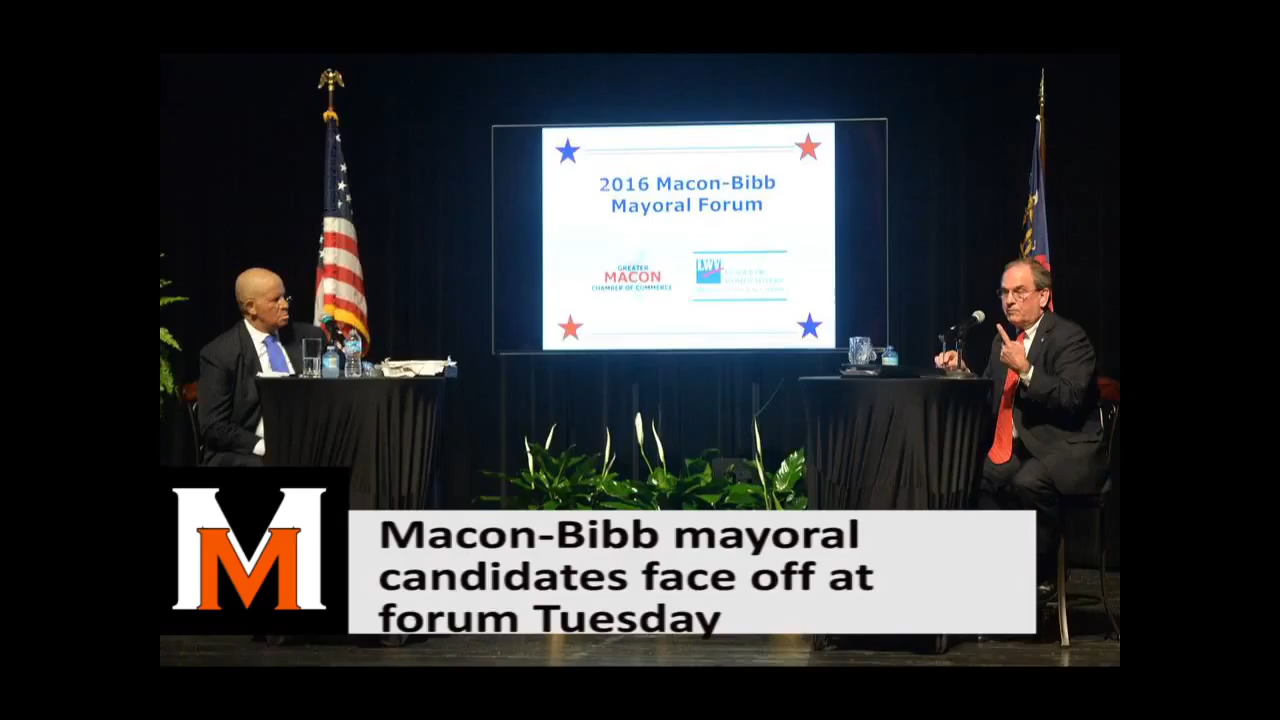 2016 Macon-Bibb
Mayoral Forum
GREATER
MACON
CHAMBER OF COMMERCE
LWV
M
M
Macon-Bibb mayoral
candidates face off at
forum Tuesday